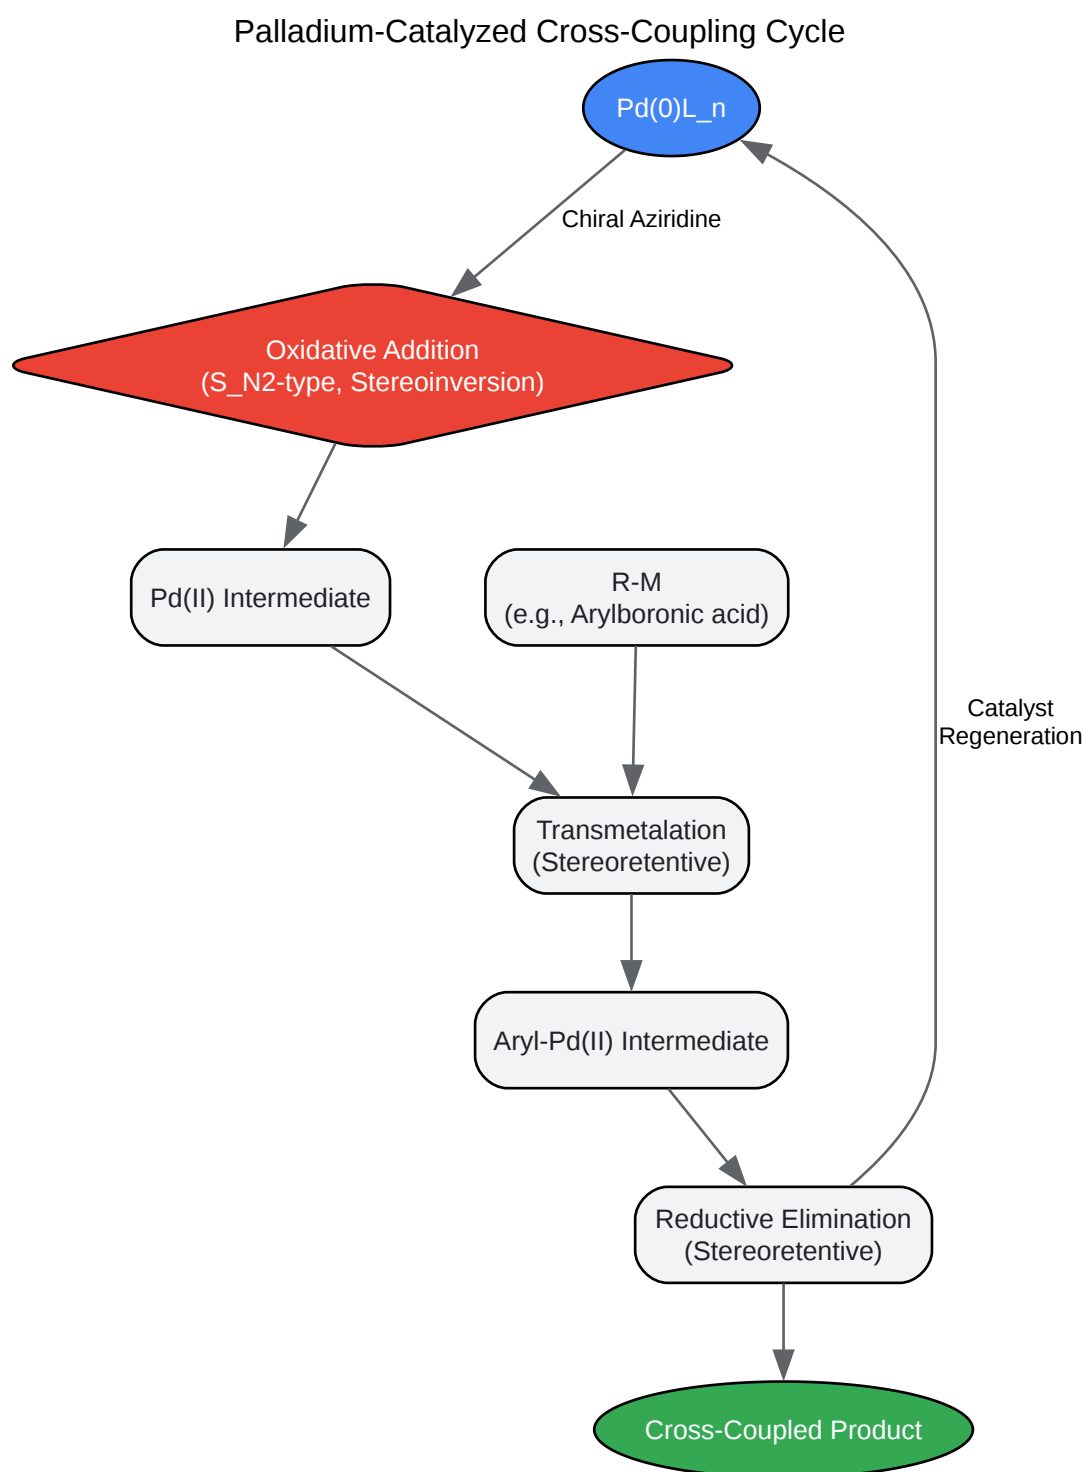 Palladium-Catalyzed Cross-Coupling Cycle
Pd(0)L_n
Chiral Aziridine
Oxidative Addition
(S_N2-type, Stereoinversion)
Pd(II) Intermediate
R-M
(e.g., Arylboronic acid)
Catalyst
Regeneration
Transmetalation
(Stereoretentive)
Aryl-Pd(II) Intermediate
Reductive Elimination
(Stereoretentive)
Cross-Coupled Product